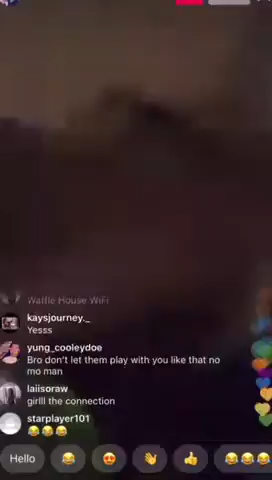 Waffle House WiFi
kaysjourney._
Yesss
yung_cooleydoe
Bro don't let them play with you like that no
mo man
laiisoraw
girlll the connection
starplayer101
😂😂😂
Hello
😂 😍 👋 👍 😂😂😂